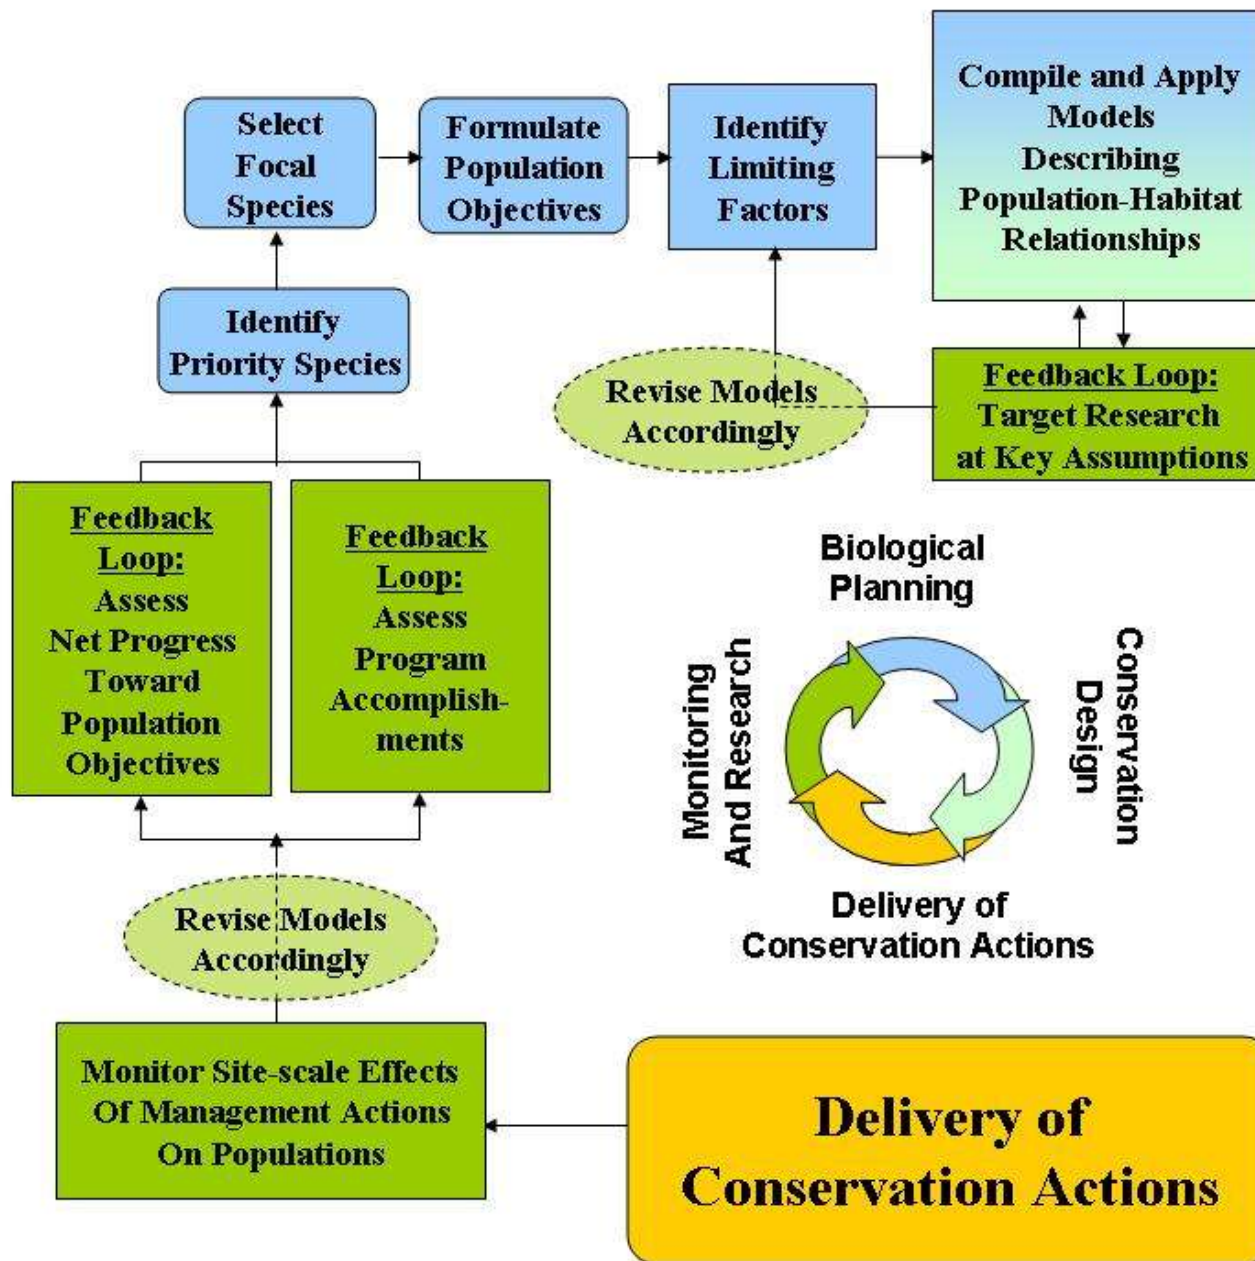 Select
Focal
Species
Formulate
Population
Objectives
Identify
Limiting
Factors
Compile and Apply
Models
Describing
Population-Habitat
Relationships
Identify
Priority Species
Revise Models
Accordingly
Feedback Loop:
Target Research
at Key Assumptions
Feedback
Loop:
Assess
Net Progress
Toward
Population
Objectives
Feedback
Loop:
Assess
Program
Accomplish-
ments
Biological
Planning
Conservation
Design
Monitoring
And Research
Delivery of
Conservation Actions
Revise Models
Accordingly
Monitor Site-scale Effects
Of Management Actions
On Populations
Delivery of
Conservation Actions